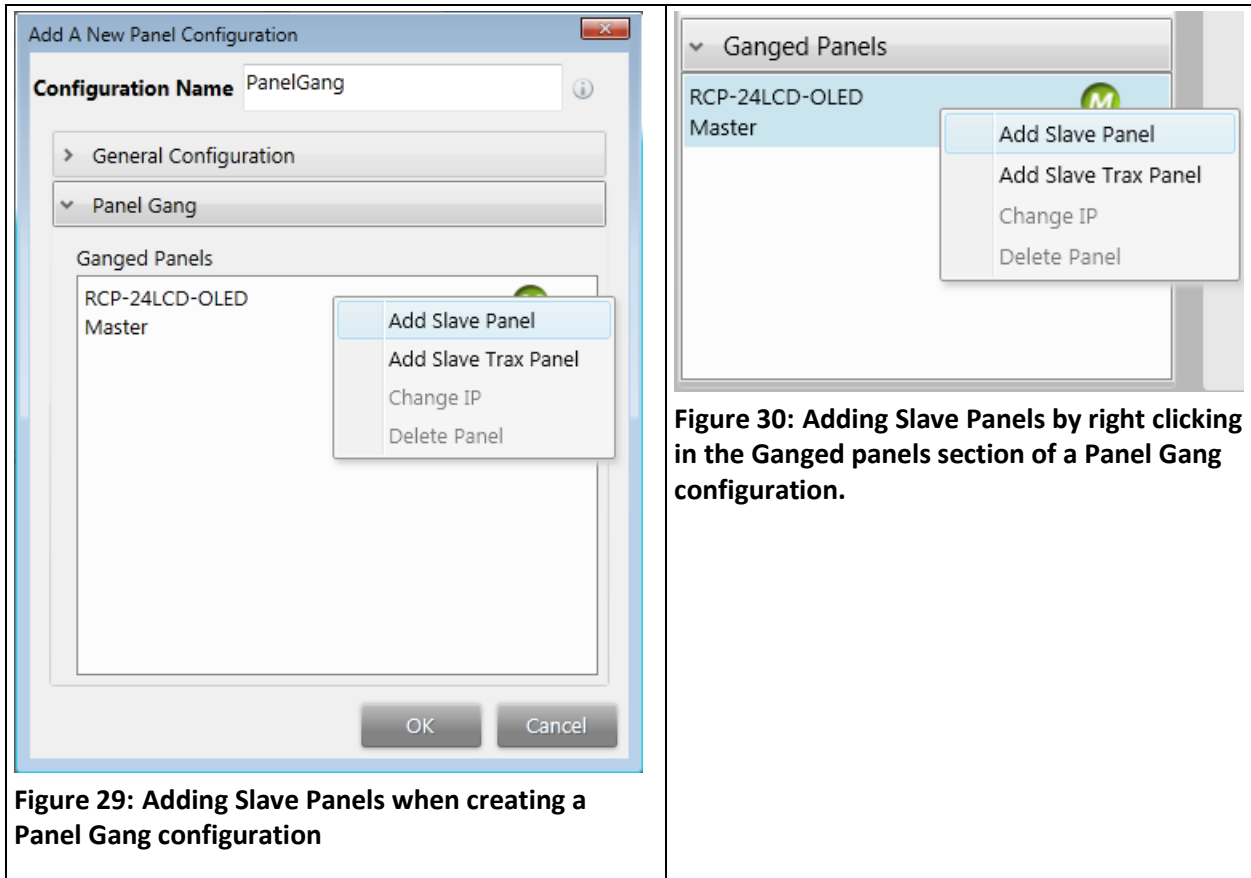 Add A New Panel Configuration
Configuration Name PanelGang
General Configuration
Panel Gang
Ganged Panels
RCP-24LCD-OLED
Master
Add Slave Panel
Add Slave Trax Panel
Change IP
Delete Panel
OK Cancel
Figure 29: Adding Slave Panels when creating a
Panel Gang configuration
Ganged Panels
RCP-24LCD-OLED
M
Master
Add Slave Panel
Add Slave Trax Panel
Change IP
Delete Panel
Figure 30: Adding Slave Panels by right clicking
in the Ganged panels section of a Panel Gang
configuration.